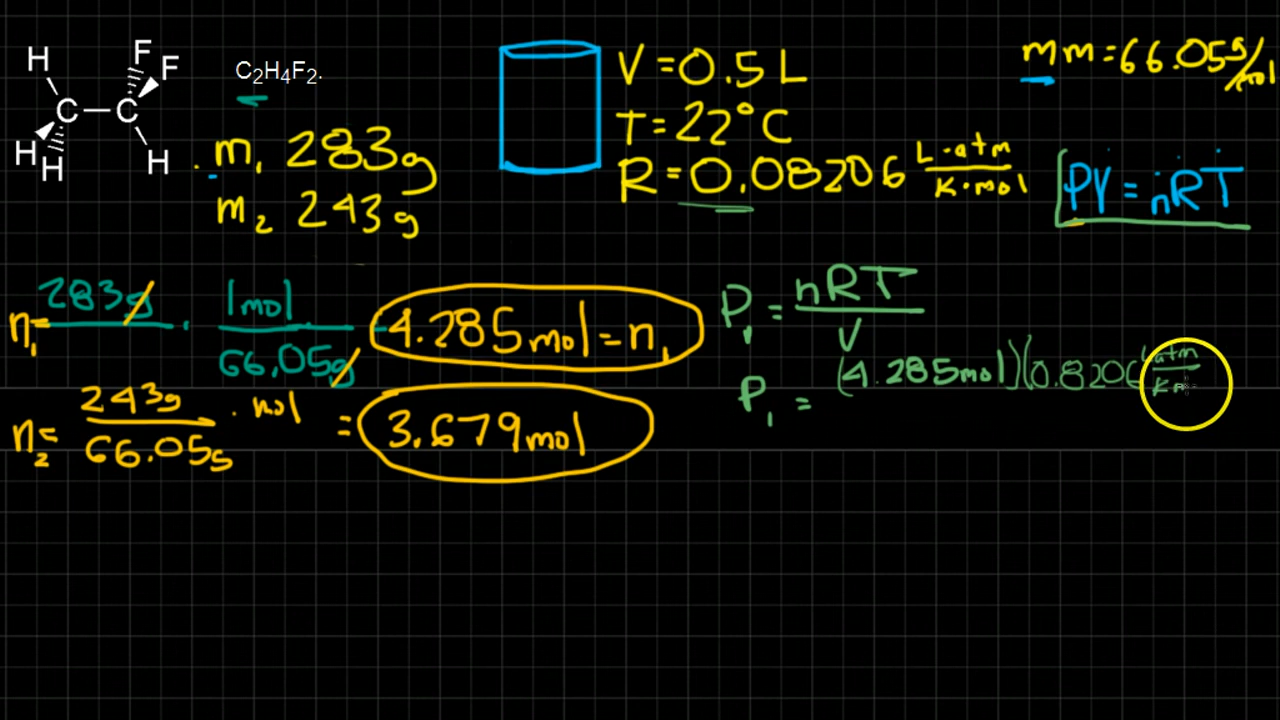 H F F
C C
H H H
C2H4F2.
m1 283g
m2 243g
V = 0.5 L
T = 22°C
R = 0.08206 L·atm / K·mol
mm = 66.05 g/mol
PV = nRT
n1 = 283g / · 1mol / 66.05g
4.285mol = n1
n2 = 243g / 66.05g · mol = 3.679mol
P1 = nRT / V
P1 = (4.285mol)(0.8206 L·atm / K